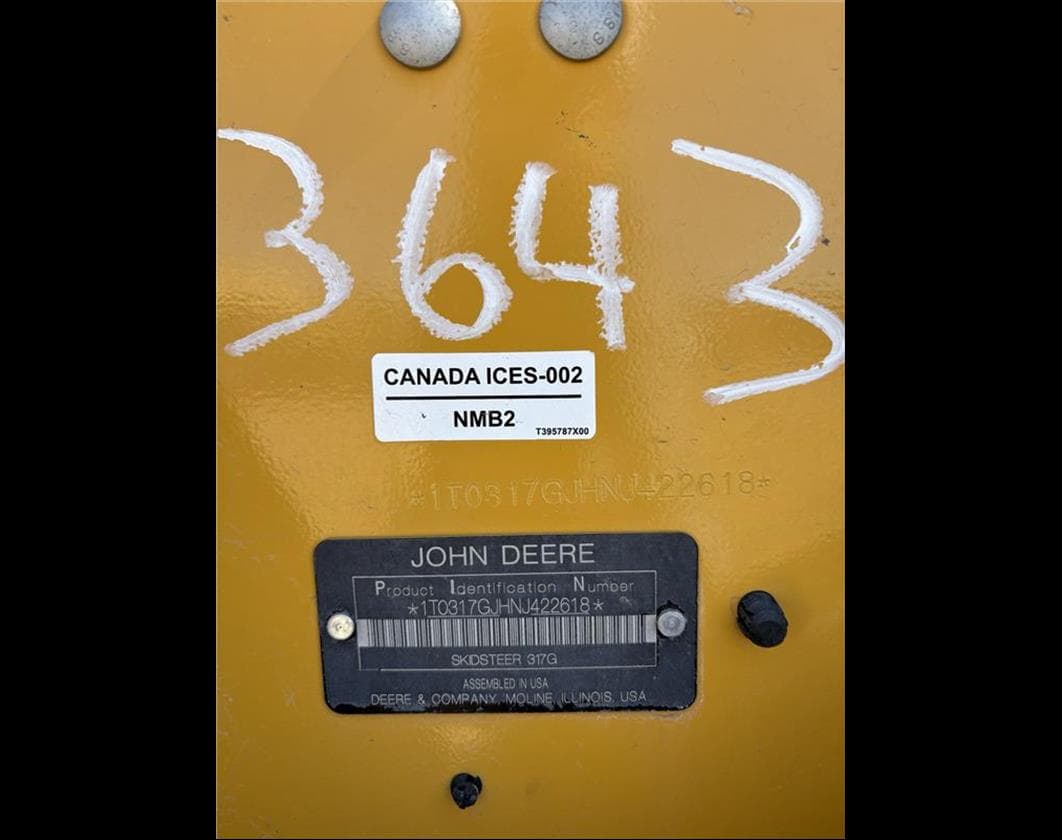 3643
CANADA ICES-002
NMB2
T395787X00
*1T0317GJHNJ422618*
JOHN DEERE
Product Identification Number
*1T0317GJHNJ422618*
SKIDSTEER 317G
ASSEMBLED IN USA
DEERE & COMPANY MOLINE, ILLINOIS, USA